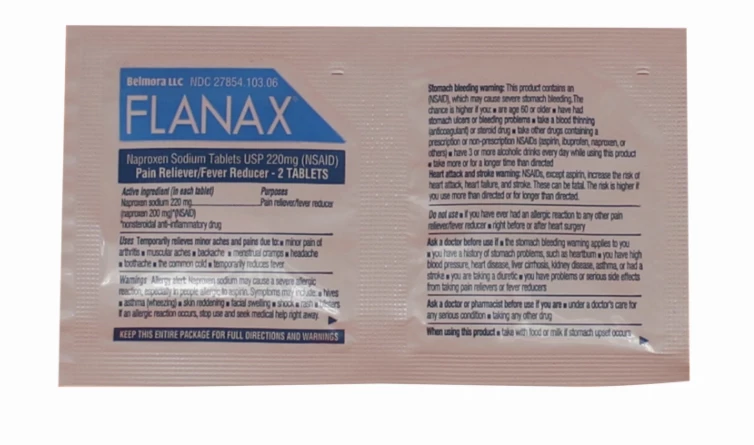 Belmora LLC NDC 27854.103.06
FLANAX®
Naproxen Sodium Tablets USP 220mg (NSAID)
Pain Reliever/Fever Reducer - 2 TABLETS
Active ingredient (in each tablet) Purposes
Naproxen sodium 220 mg Pain reliever/fever reducer
(naproxen 200 mg)*(NSAID)
*nonsteroidal anti-inflammatory drug
Uses Temporarily relieves minor aches and pains due to: ■ minor pain of
arthritis ■ muscular aches ■ backache ■ menstrual cramps ■ headache
■ toothache ■ the common cold ■ temporarily reduces fever
Warnings Allergy alert: Naproxen sodium may cause a severe allergic
reaction, especially in people allergic to aspirin. Symptoms may include: ■ hives
■ asthma (wheezing) ■ skin reddening ■ facial swelling ■ shock ■ rash ■ blisters
If an allergic reaction occurs, stop use and seek medical help right away.
KEEP THIS ENTIRE PACKAGE FOR FULL DIRECTIONS AND WARNINGS
Stomach bleeding warning: This product contains an
(NSAID), which may cause severe stomach bleeding.The
chance is higher if you: ■ are age 60 or older ■ have had
stomach ulcers or bleeding problems ■ take a blood thinning
(anticoagulant) or steroid drug ■ take other drugs containing a
prescription or non-prescription NSAIDs (aspirin, ibuprofen, naproxen, or
others) ■ have 3 or more alcoholic drinks every day while using this product
■ take more or for a longer time than directed
Heart attack and stroke warning: NSAIDs, except aspirin, increase the risk of
heart attack, heart failure, and stroke. These can be fatal. The risk is higher if
you use more than directed or for longer than directed.
Do not use ■ if you have ever had an allergic reaction to any other pain
reliever/fever reducer ■ right before or after heart surgery
Ask a doctor before use if ■ the stomach bleeding warning applies to you
■ you have a history of stomach problems, such as heartburn ■ you have high
blood pressure, heart disease, liver cirrhosis, kidney disease, asthma, or had a
stroke ■ you are taking a diuretic ■ you have problems or serious side effects
from taking pain relievers or fever reducers
Ask a doctor or pharmacist before use if you are ■ under a doctor's care for
any serious condition ■ taking any other drug
When using this product ■ take with food or milk if stomach upset occurs